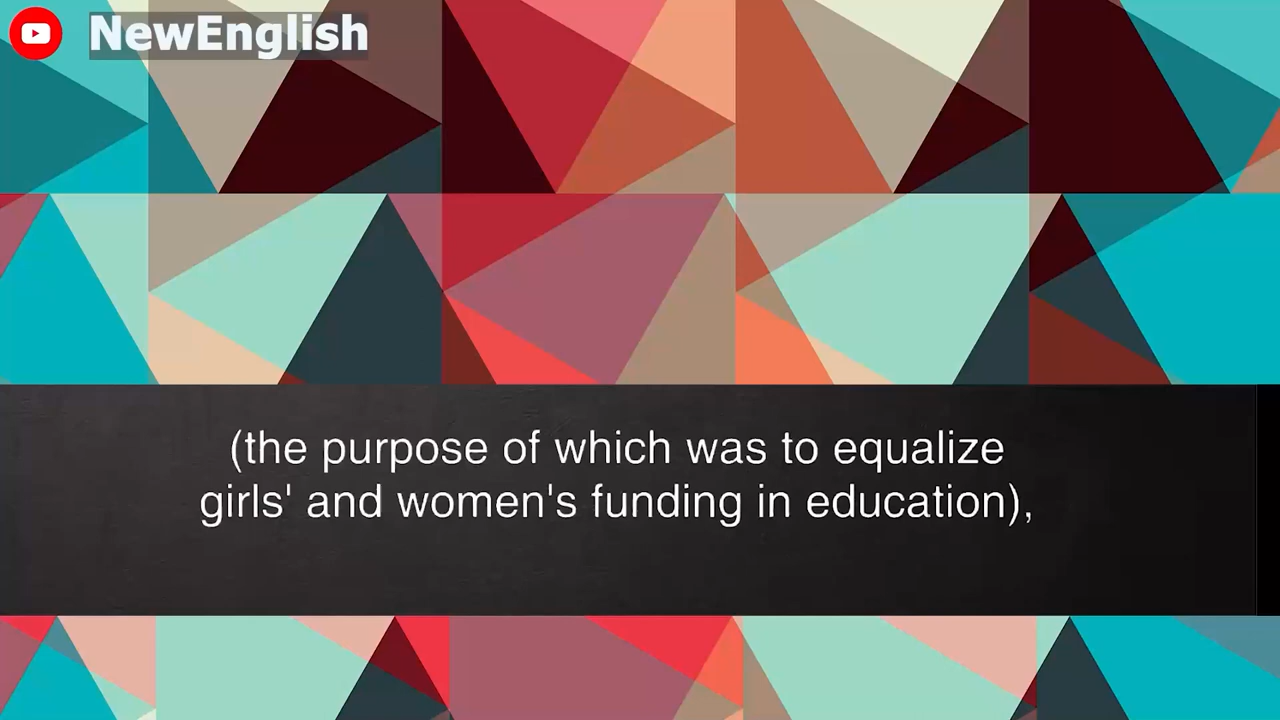 NewEnglish
(the purpose of which was to equalize
girls' and women's funding in education),